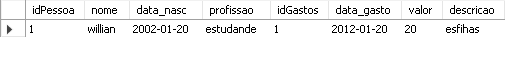 idPessoa nome data_nasc profissao idGastos data_gasto valor descricao
1 willian 2002-01-20 estudande 1 2012-01-20 20 esfihas